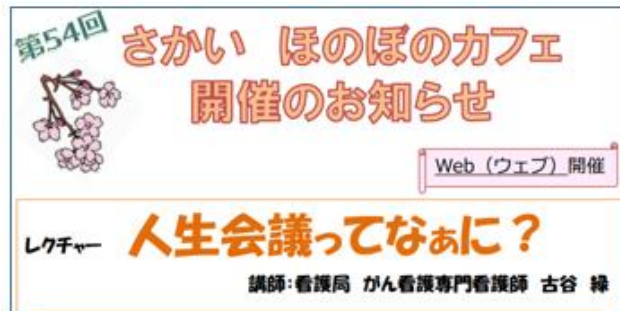 第54回
さかい ほのぼのカフェ
開催のお知らせ
Web（ウェブ）開催
レクチャー 人生会議ってなぁに？
講師：看護局 がん看護専門看護師 古谷 緑